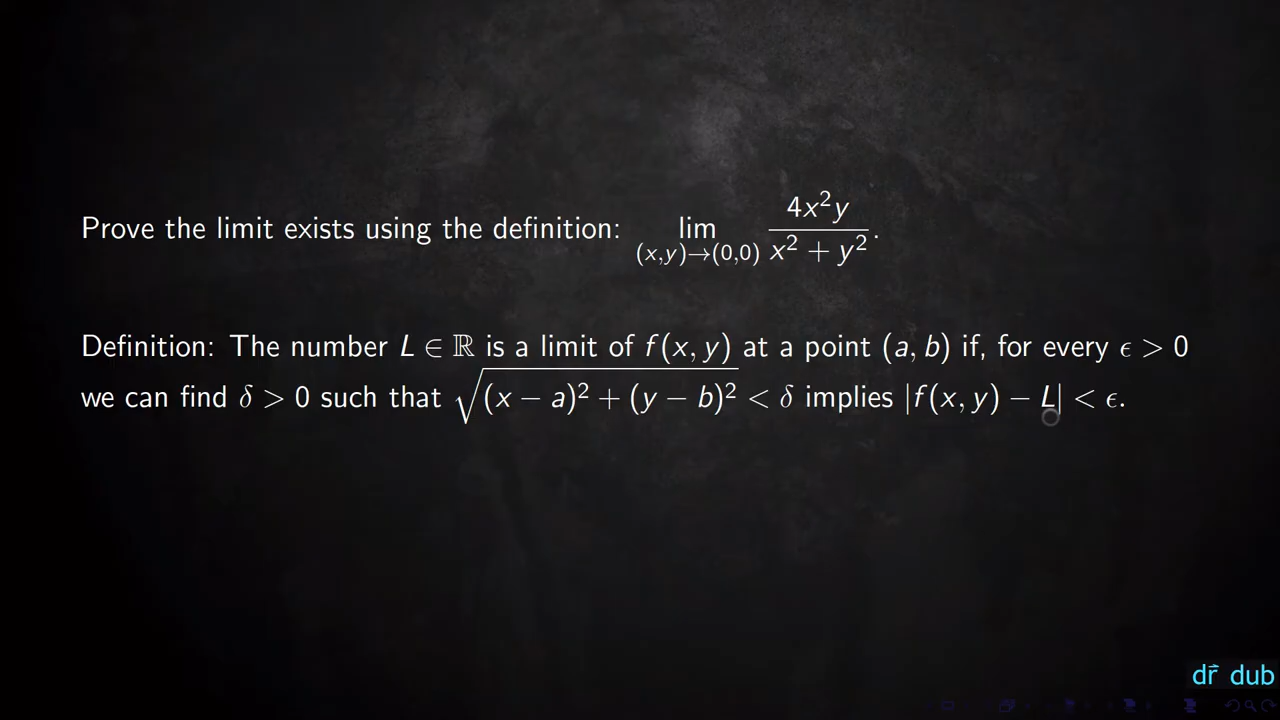 Prove the limit exists using the definition: lim_{(x,y)→(0,0)} \frac{4x²y}{x² + y²}.
Definition: The number L ∈ ℝ is a limit of f(x, y) at a point (a, b) if, for every ϵ > 0
we can find δ > 0 such that √((x − a)² + (y − b)²) < δ implies |f(x, y) − L| < ϵ.
dr⃗ dub